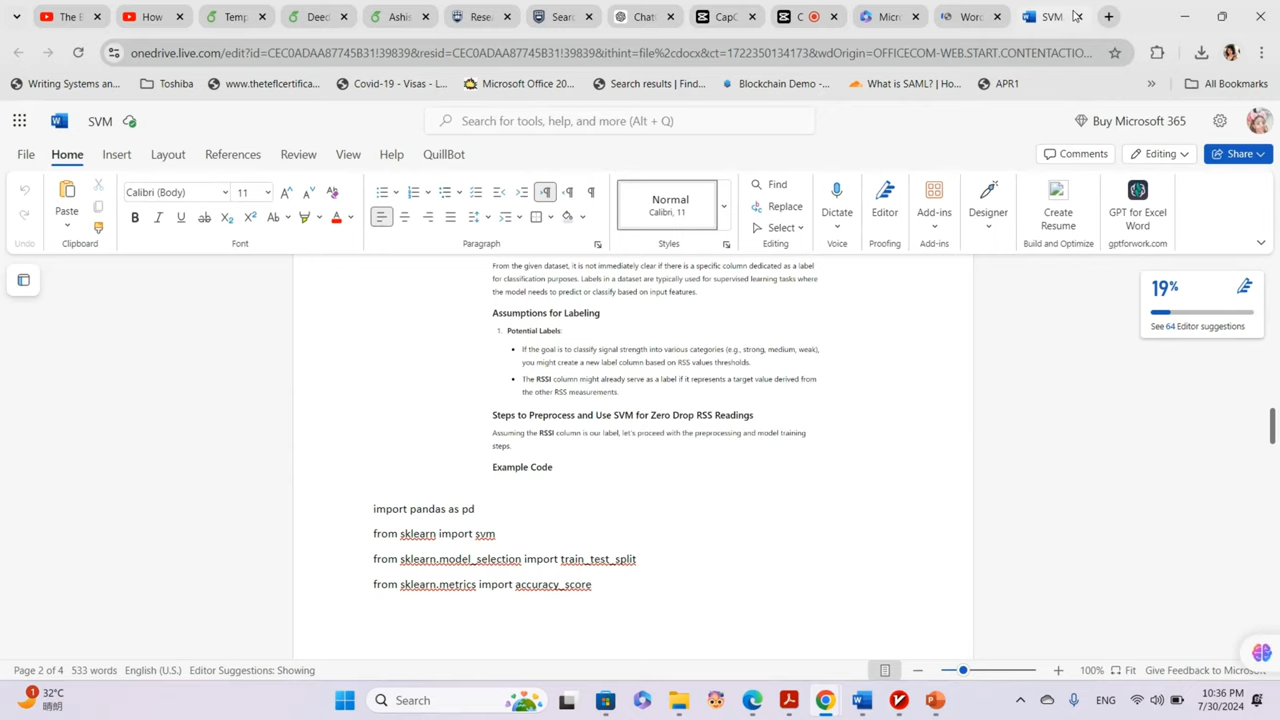 The E
How
Temp
Deep
Ashis
Rese
Searc
Chat
CapC
C
Micr
Worc
SVM
onedrive.live.com/edit?id=CEC0ADAA87745B31!39839&resid=CEC0ADAA87745B31!39839&ithint=file%2cdocx&ct=1722350134173&wdOrigin=OFFICECOM-WEB.START.CONTENTACTIO...
Writing Systems an...
Toshiba
www.theteflcertifica...
Covid-19 - Visas – L...
Microsoft Office 20...
Search results | Find...
Blockchain Demo -...
What is SAML? | Ho...
APR1
»
All Bookmarks
SVM
Search for tools, help, and more (Alt + Q)
Buy Microsoft 365
File Home Insert Layout References Review View Help QuillBot
Comments
Editing
Share
Calibri (Body) 11
Paste
Normal
Calibri, 11
Find
Replace
Select
Dictate
Editor
Add-ins
Designer
Create Resume
GPT for Excel Word
Undo
Clipboard
Font
Paragraph
Styles
Editing
Voice
Proofing
Add-ins
Build and Optimize
gptforwork.com
From the given dataset, it is not immediately clear if there is a specific column dedicated as a label
for classification purposes. Labels in a dataset are typically used for supervised learning tasks where
the model needs to predict or classify based on input features.
19%
See 64 Editor suggestions
Assumptions for Labeling
1. Potential Labels:
• If the goal is to classify signal strength into various categories (e.g., strong, medium, weak),
you might create a new label column based on RSS values thresholds.
• The RSSI column might already serve as a label if it represents a target value derived from
the other RSS measurements.
Steps to Preprocess and Use SVM for Zero Drop RSS Readings
Assuming the RSSI column is our label, let's proceed with the preprocessing and model training
steps.
Example Code
import pandas as pd
from sklearn import svm
from sklearn.model_selection import train_test_split
from sklearn.metrics import accuracy_score
Page 2 of 4 533 words English (U.S.) Editor Suggestions: Showing
100% Fit Give Feedback to Microsoft
1
32°C
晴朗
Search
ENG
10:36 PM
7/30/2024